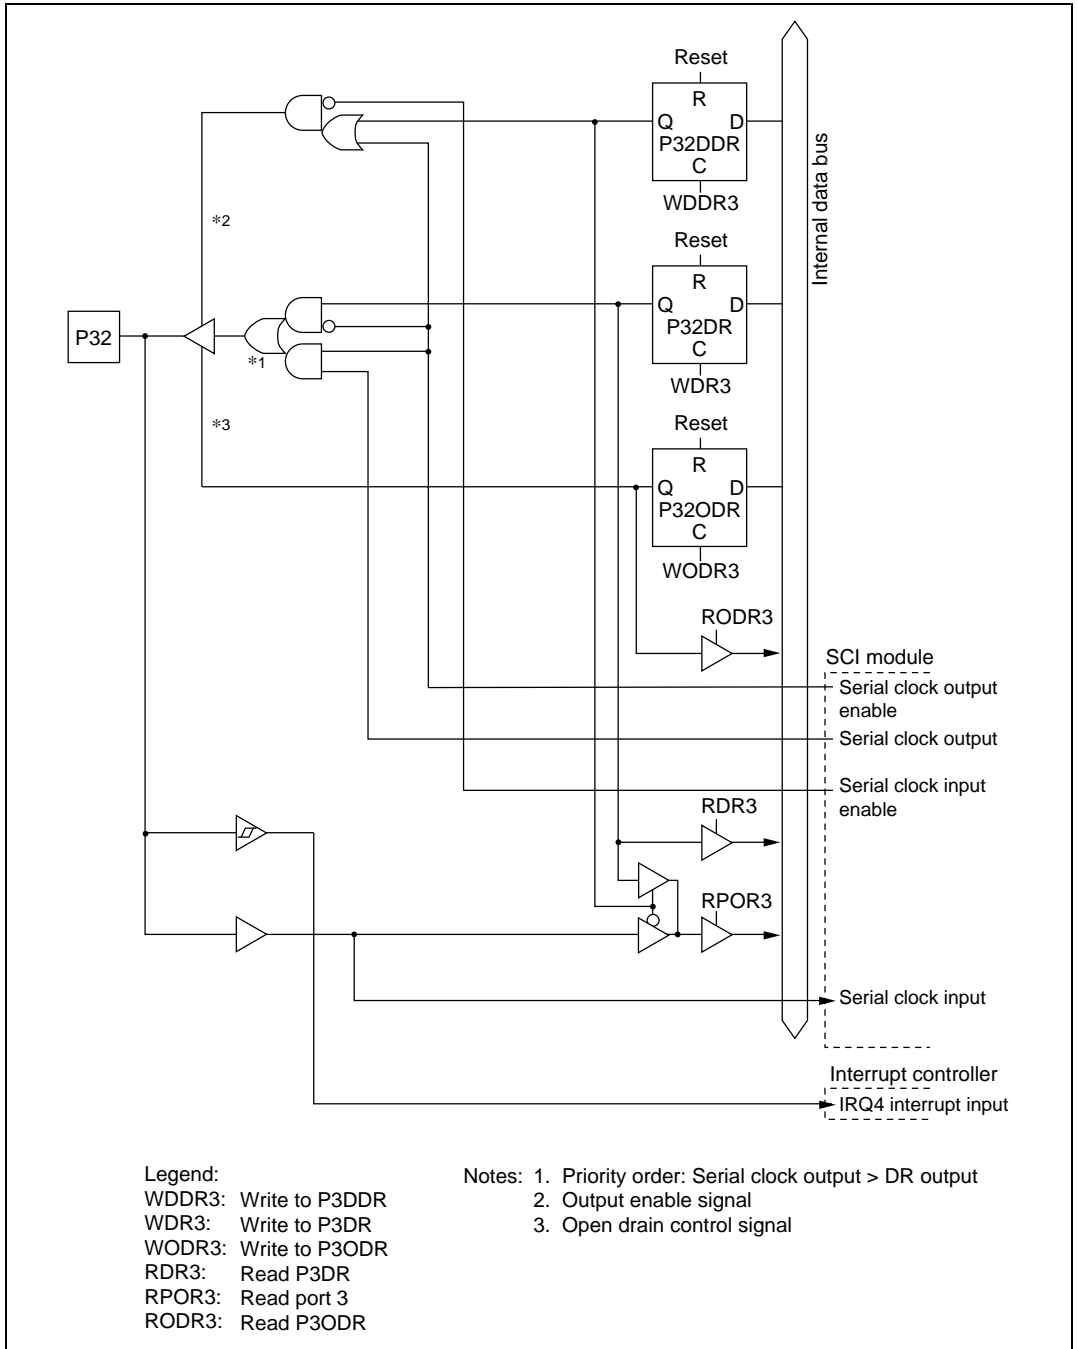 Reset
R
Q D
P32DDR
C
WDDR3
Internal data bus
*2
Reset
R
Q D
P32DR
C
WDR3
P32
*1
*3
Reset
R
Q D
P32ODR
C
WODR3
RODR3
SCI module
Serial clock output
enable
Serial clock output
Serial clock input
enable
RDR3
RPOR3
Serial clock input
Interrupt controller
IRQ4 interrupt input
Legend:
WDDR3: Write to P3DDR
WDR3: Write to P3DR
WODR3: Write to P3ODR
RDR3: Read P3DR
RPOR3: Read port 3
RODR3: Read P3ODR
Notes: 1. Priority order: Serial clock output > DR output
2. Output enable signal
3. Open drain control signal